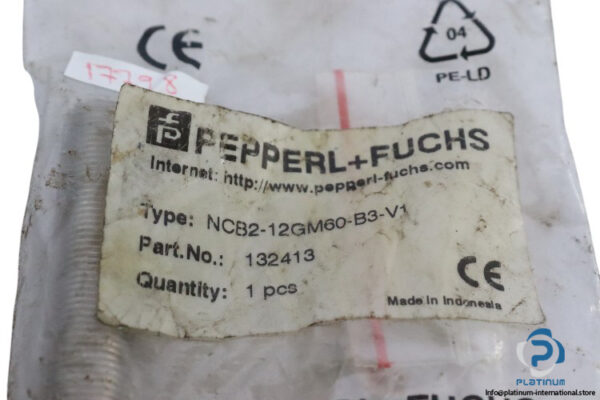 CE
04
PE-LD
17298
PEPPERL+FUCHS
Internet: http://www.pepperl-fuchs.com
Type: NCB2-12GM60-B3-V1
Part.No.: 132413
Quantity: 1 pcs
CE
Made in Indonesia
PLATINUM
Info@platinum-international.store